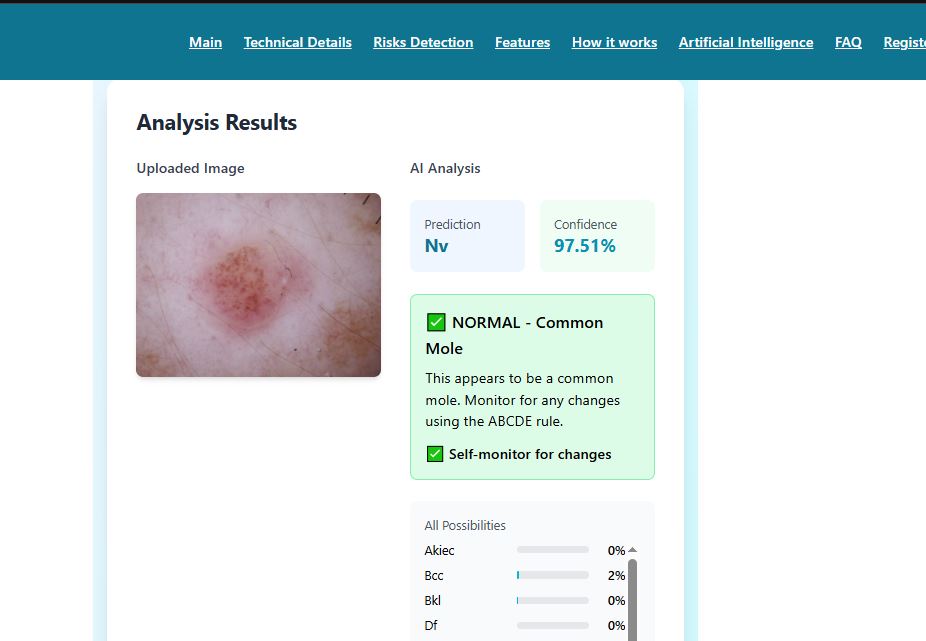 Main Technical Details Risks Detection Features How it works Artificial Intelligence FAQ
Analysis Results
Uploaded Image
AI Analysis
Prediction
Nv
Confidence
97.51%
✅ NORMAL - Common
Mole
This appears to be a common
mole. Monitor for any changes
using the ABCDE rule.
✅ Self-monitor for changes
All Possibilities
Akiec 0%
Bcc 2%
Bkl 0%
Df 0%